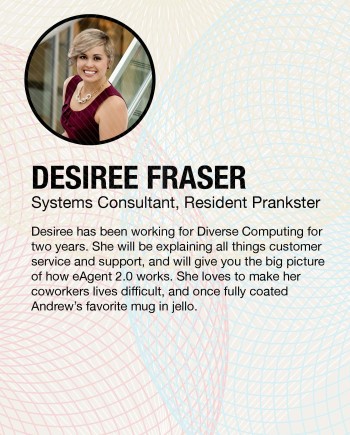 DESIREE FRASER
Systems Consultant, Resident Prankster
Desiree has been working for Diverse Computing for
two years. She will be explaining all things customer
service and support, and will give you the big picture
of how eAgent 2.0 works. She loves to make her
coworkers lives difficult, and once fully coated
Andrew’s favorite mug in jello.